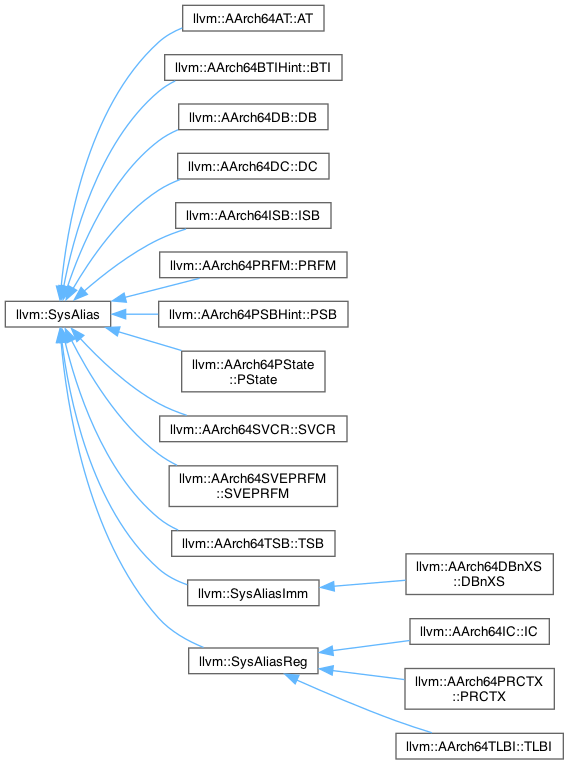 llvm::AArch64AT::AT
llvm::AArch64BTIHint::BTI
llvm::AArch64DB::DB
llvm::AArch64DC::DC
llvm::AArch64ISB::ISB
llvm::AArch64PRFM::PRFM
llvm::SysAlias
llvm::AArch64PSBHint::PSB
llvm::AArch64PState
::PState
llvm::AArch64SVCR::SVCR
llvm::AArch64SVEPRFM
::SVEPRFM
llvm::AArch64TSB::TSB
llvm::SysAliasImm
llvm::AArch64DBnXS
::DBnXS
llvm::SysAliasReg
llvm::AArch64IC::IC
llvm::AArch64PRCTX
::PRCTX
llvm::AArch64TLBI::TLBI